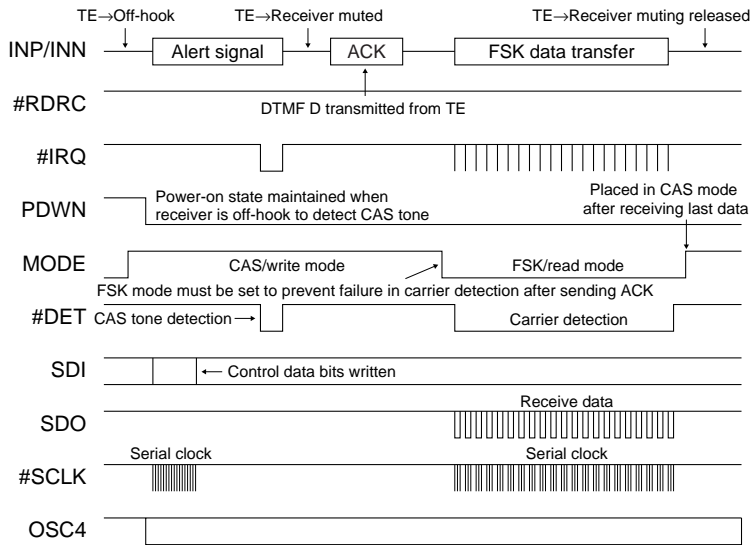 TE→Off-hook TE→Receiver muted TE→Receiver muting released
INP/INN Alert signal ACK FSK data transfer
#RDRC DTMF D transmitted from TE
#IRQ
Placed in CAS mode
after receiving last data
PDWN Power-on state maintained when
receiver is off-hook to detect CAS tone
MODE CAS/write mode FSK/read mode
FSK mode must be set to prevent failure in carrier detection after sending ACK
#DET CAS tone detection Carrier detection
SDI Control data bits written
Receive data
SDO
Serial clock Serial clock
#SCLK
OSC4